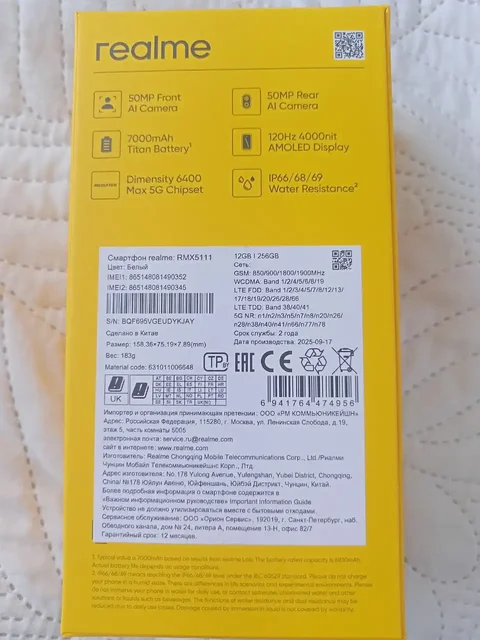 realme
50MP Front
AI Camera
50MP Rear
AI Camera
7000mAh
Titan Battery¹
120Hz 4000nit
AMOLED Display
Dimensity 6400
Max 5G Chipset
IP66/68/69
Water Resistance²
Смартфон realme: RMX5111
Цвет: Белый
IMEI1: 865148081490352
IMEI2: 865148081490345
S/N: BQF695VGEUDYKJAY
Сделано в Китае
Размер: 158.36×75.19×7.89(mm)
Вес: 183g
Material code: 631011006648
12GB | 256GB
Сеть:
GSM: 850/900/1800/1900MHz
WCDMA: Band 1/2/4/5/6/8/19
LTE FDD: Band 1/2/3/4/5/7/8/12/13/
17/18/19/20/26/28/66
LTE TDD: Band 38/40/41
5G NR: n1/n2/n3/n5/n7/n8/n20/n26/
n28/n38/n40/n41/n66/n77/n78
Срок службы: 2 года
Дата производства: 2025-09-17
UK
EAC
CE
6 941764 474956
Импортер и организация принимающая претензии: ООО «РМ КОММЬЮНИКЕЙШН»
Адрес: Российская Федерация, 115280, г. Москва, ул. Ленинская Слобода, д.19,
этаж 5, часть комнаты 5005
электронная почта: service.ru@realme.com
сайт в интернете: www.realme.com
Изготовитель: Realme Chongqing Mobile Telecommunications Corp., Ltd./Риалми
Чунцин Мобайл Телекоммьюникейшнс Корп., Лтд.
Адрес изготовителя: No.178 Yulong Avenue, Yufengshan, Yubei District, Chongqing,
China/ №178 Юйлун Авеню, Юйфеншань, Юйбэй Дистрикт, Чунцин, Китай.
Более подробная информация о смартфоне содержится в
«Важном информационном руководстве» Important Information Guide
Устройство не должно утилизироваться вместе с бытовыми отходами.
Сервисное обслуживание: ООО «Орион Сервис», 192019, г. Санкт-Петербург, наб.
Обводного канала, дом № 24, литера А, помещение 13-Н, офис 82/7
Гарантийный срок: 12 месяцев.